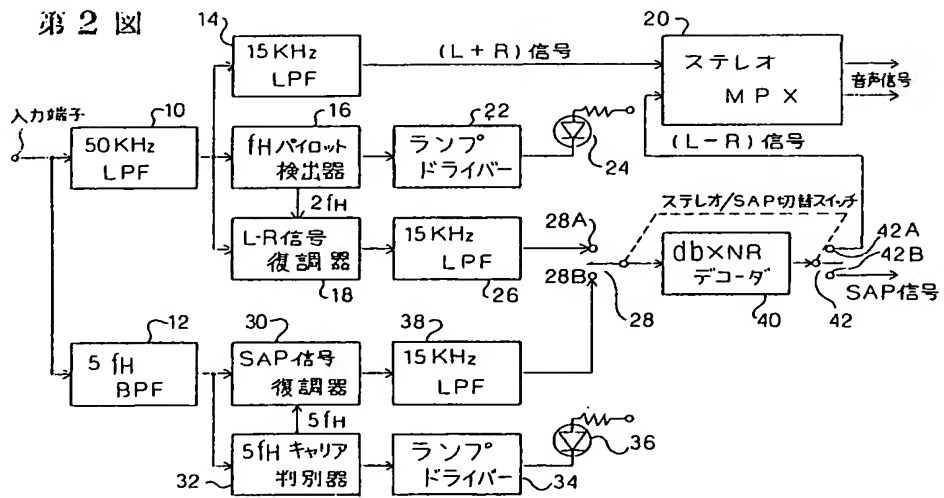 第2図
入力端子
10
50KHz
LPF
14
15KHz
LPF
(L+R)信号
20
ステレオ
MPX
音声信号
16
fHパイロット
検出器
22
ランプ
ドライバー
24
(L-R)信号
2fH
L-R信号
復調器
18
15KHz
LPF
26
ステレオ/SAP切替スイッチ
28A
28B
28
dbxNR
デコーダ
40
42A
42B
42
SAP信号
12
5fH
BPF
30
SAP信号
復調器
38
15KHz
LPF
5fH
5fHキャリア
判別器
32
ランプ
ドライバー
34
36